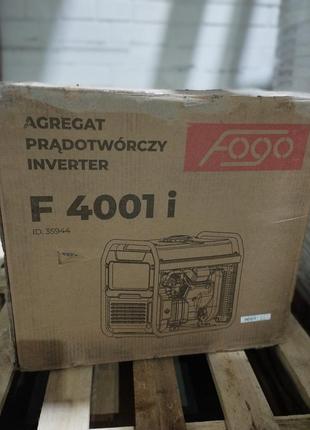 AGREGAT
PRĄDOTWÓRCZY
INVERTER
Fogo
F 4001 i
ID. 35944